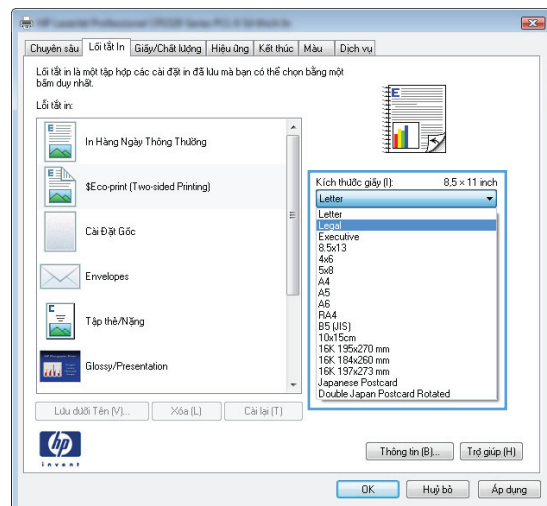 Chuyên sâu
Lối tắt In
Giấy/Chất lượng
Hiệu ứng
Kết thúc
Màu
Dịch vụ
Lối tắt in là một tập hợp các cài đặt in đã lưu mà bạn có thể chọn bằng một
bấm duy nhất.
Lối tắt in:
In Hàng Ngày Thông Thường
$Eco-print (Two-sided Printing)
Cài Đặt Gốc
Envelopes
Tập thẻ/Nặng
Glossy/Presentation
E
Kích thước giấy (I): 8,5 × 11 inch
Letter
Letter
Legal
Executive
8.5x13
4x6
5x8
A4
A5
A6
RA4
B5 (JIS)
10x15cm
16K 195x270 mm
16K 184x260 mm
16K 197x273 mm
Japanese Postcard
Double Japan Postcard Rotated
Lưu dưới Tên (V)...
Xóa (L)
Cài lại (T)
hp
invent
Thông tin (B)...
Trợ giúp (H)
OK
Huỷ bỏ
Áp dụng